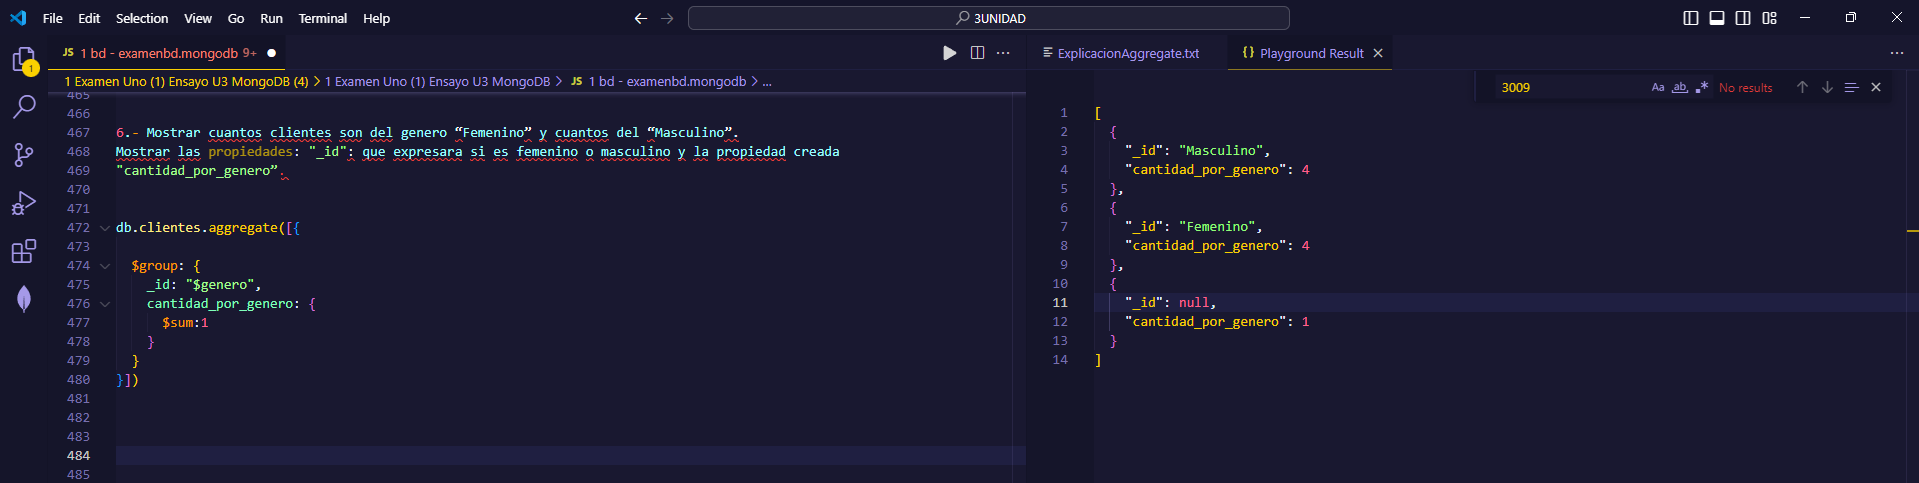 File Edit Selection View Go Run Terminal Help
3UNIDAD
JS 1 bd - examenbd.mongodb 9+
1 Examen Uno (1) Ensayo U3 MongoDB (4) > 1 Examen Uno (1) Ensayo U3 MongoDB > JS 1 bd - examenbd.mongodb > ...
1
465
466
467 6.- Mostrar cuantos clientes son del genero “Femenino” y cuantos del “Masculino”.
468 Mostrar las propiedades: "_id": que expresara si es femenino o masculino y la propiedad creada
469 "cantidad_por_genero”.
470
471
472 db.clientes.aggregate([{
473
474 $group: {
475 _id: "$genero",
476 cantidad_por_genero: {
477 $sum:1
478 }
479 }
480 }])
481
482
483
484
485
ExplicacionAggregate.txt
{} Playground Result
3009 Aa ab .* No results
1 [
2 {
3 "_id": "Masculino",
4 "cantidad_por_genero": 4
5 },
6 {
7 "_id": "Femenino",
8 "cantidad_por_genero": 4
9 },
10 {
11 "_id": null,
12 "cantidad_por_genero": 1
13 }
14 ]